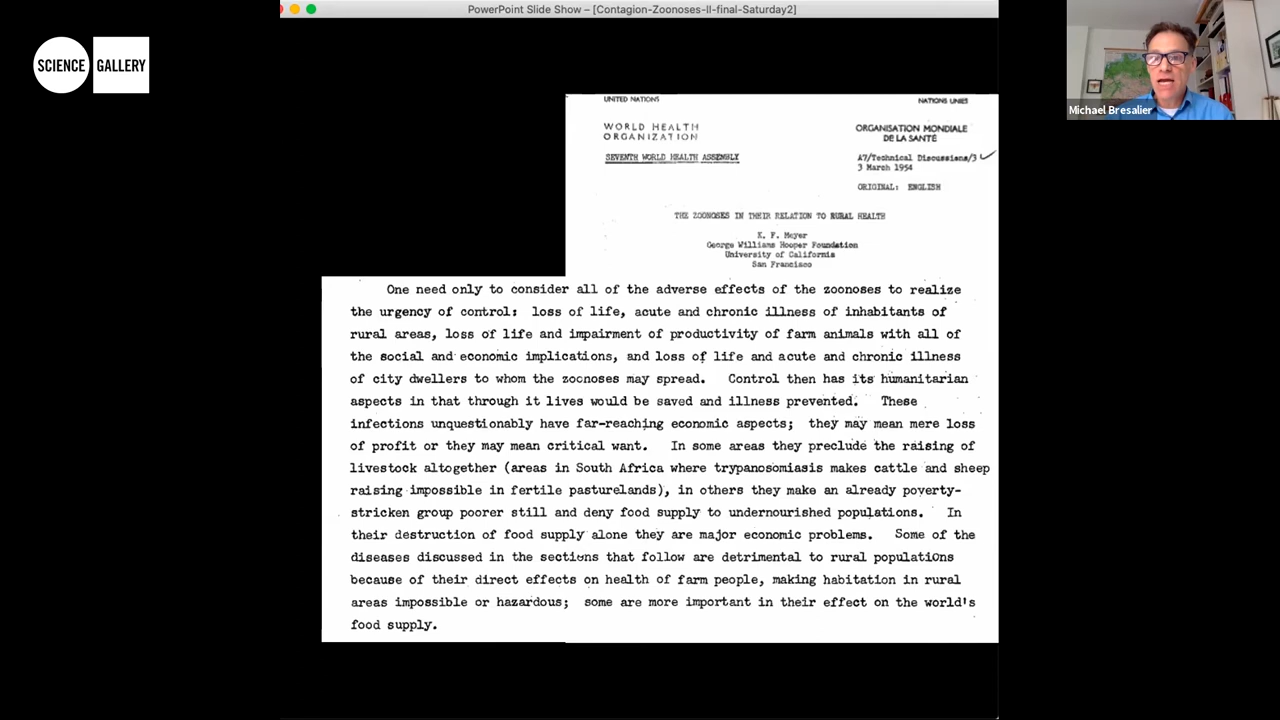 PowerPoint Slide Show – [Contagion-Zoonoses-II-final-Saturday2]
SCIENCE GALLERY
Michael Bresalier
UNITED NATIONS NATIONS UNIES
WORLD HEALTH
ORGANIZATION
ORGANISATION MONDIALE
DE LA SANTÉ
SEVENTH WORLD HEALTH ASSEMBLY
A7/Technical Discussions/3
3 March 1954
ORIGINAL: ENGLISH
THE ZOONOSES IN THEIR RELATION TO RURAL HEALTH
K. F. Meyer
George Williams Hooper Foundation
University of California
San Francisco
One need only to consider all of the adverse effects of the zoonoses to realize
the urgency of control: loss of life, acute and chronic illness of inhabitants of
rural areas, loss of life and impairment of productivity of farm animals with all of
the social and economic implications, and loss of life and acute and chronic illness
of city dwellers to whom the zoonoses may spread. Control then has its humanitarian
aspects in that through it lives would be saved and illness prevented. These
infections unquestionably have far-reaching economic aspects; they may mean mere loss
of profit or they may mean critical want. In some areas they preclude the raising of
livestock altogether (areas in South Africa where trypanosomiasis makes cattle and sheep
raising impossible in fertile pasturelands), in others they make an already poverty-
stricken group poorer still and deny food supply to undernourished populations. In
their destruction of food supply alone they are major economic problems. Some of the
diseases discussed in the sections that follow are detrimental to rural populations
because of their direct effects on health of farm people, making habitation in rural
areas impossible or hazardous; some are more important in their effect on the world's
food supply.